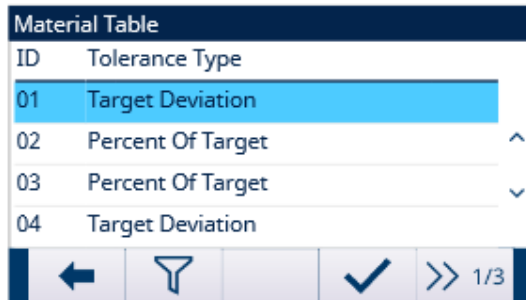 Material Table
ID Tolerance Type
01 Target Deviation
02 Percent Of Target
03 Percent Of Target
04 Target Deviation
1/3